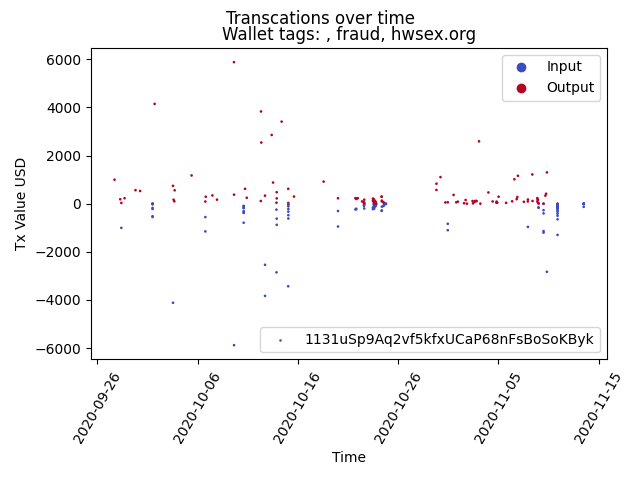 Transcations over time
Wallet tags: , fraud, hwsex.org
Input
Output
6000
4000
2000
0
−2000
−4000
−6000
Tx Value USD
1131uSp9Aq2vf5kfxUCaP68nFsBoSoKByk
2020-09-26
2020-10-06
2020-10-16
2020-10-26
2020-11-05
2020-11-15
Time